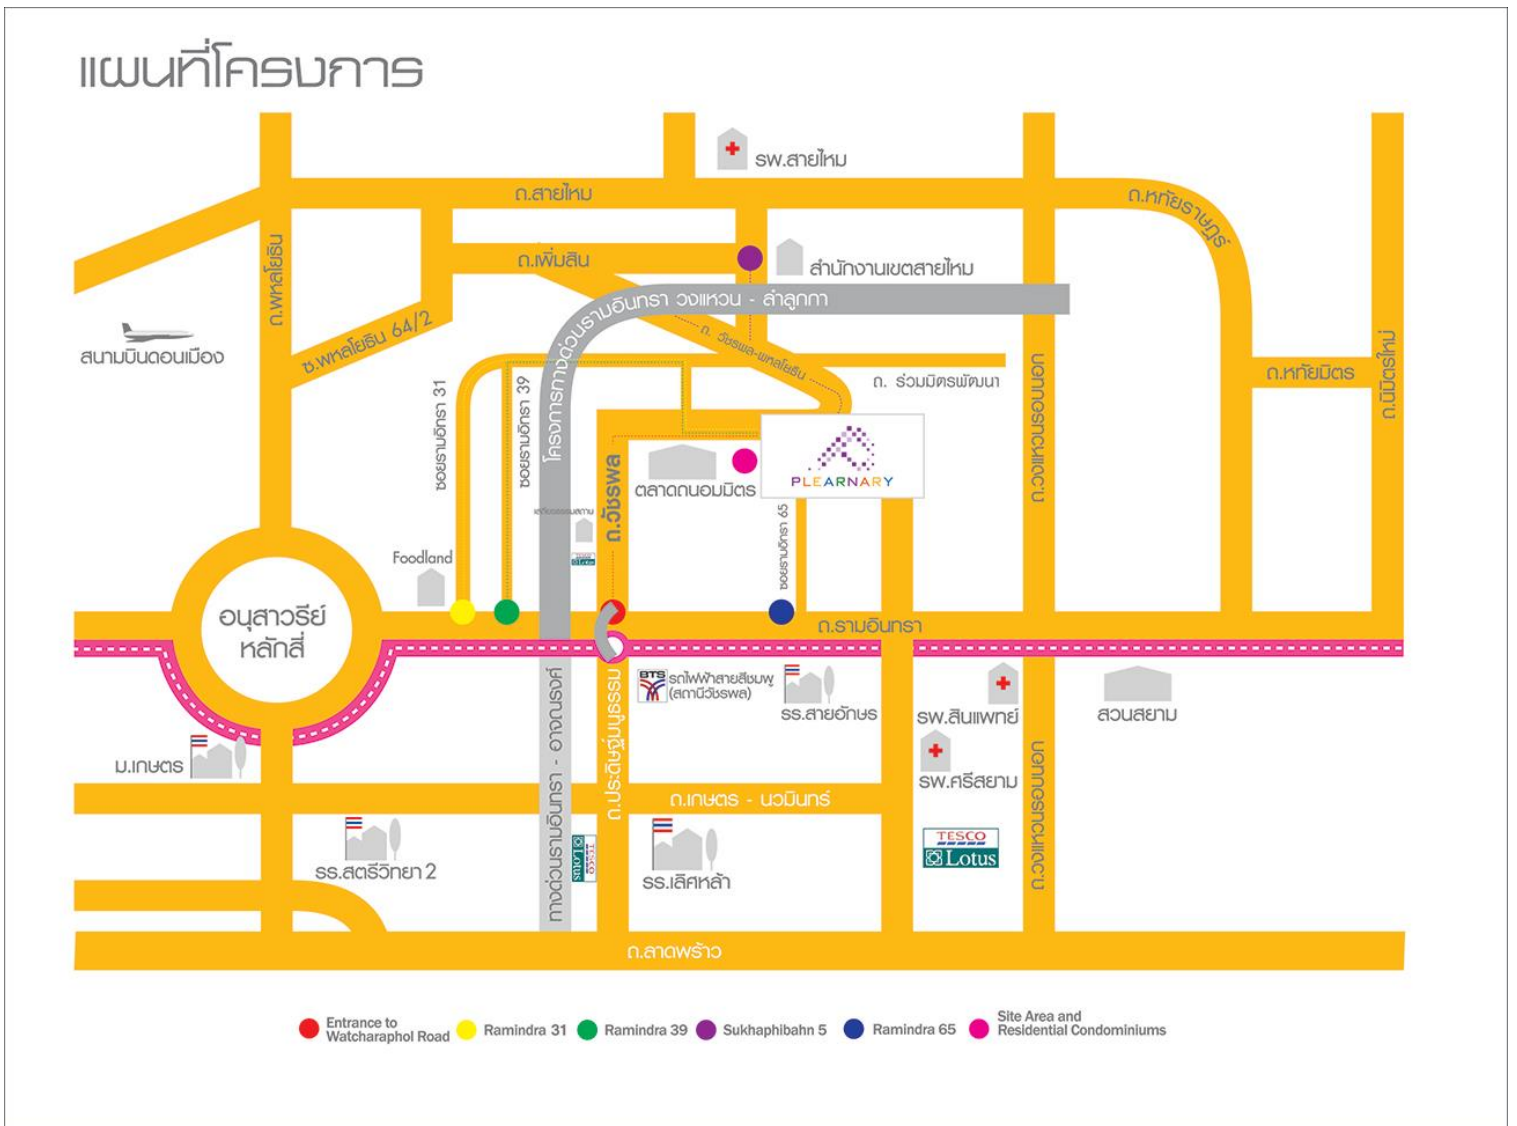 แผนที่โครงการ
รพ.สายไหม
ถ.สายไหม
ถ.หทัยราษฎร์
ถ.พหลโยธิน
ถ.เพิ่มสิน
สำนักงานเขตสายไหม
โครงการทางด่วนรามอินทรา วงแหวน - ลำลูกกา
สนามบินดอนเมือง
ซ.พหลโยธิน 64/2
ถ. วัชรพล-พหลโยธิน
ถ. ร่วมมิตรพัฒนา
ถ.หทัยมิตร
ถ.นิมิตรใหม่
ถ.วงแหวนรอบนอก
ซอยรามอิทรา 31
ซอยรามอิทรา 39
PLEARNARY
ตลาดถนอมมิตร
ถ.วัชรพล
เสถียรธรรมสถาน
ซอยรามอิทรา 65
Foodland
Lotus
อนุสาวรีย์
หลักสี่
ถ.รามอินทรา
BTS
รถไฟฟ้าสายสีชมพู
(สถานีวัชรพล)
รร.สายอักษร
รพ.สินแพทย์
สวนสยาม
ม.เกษตร
รพ.ศรีสยาม
ทางด่วนรามอินทรา - อาจณรงค์
ถ.ประดิษฐ์มนูธรรม
ถ.เกษตร - นวมินทร์
ถ.วงแหวนรอบนอก
รร.สตรีวิทยา 2
TESCO
Lotus
รร.เลิศหล้า
TESCO
Lotus
ถ.ลาดพร้าว
Entrance to
Watcharaphol Road
Ramindra 31
Ramindra 39
Sukhaphibahn 5
Ramindra 65
Site Area and
Residential Condominiums